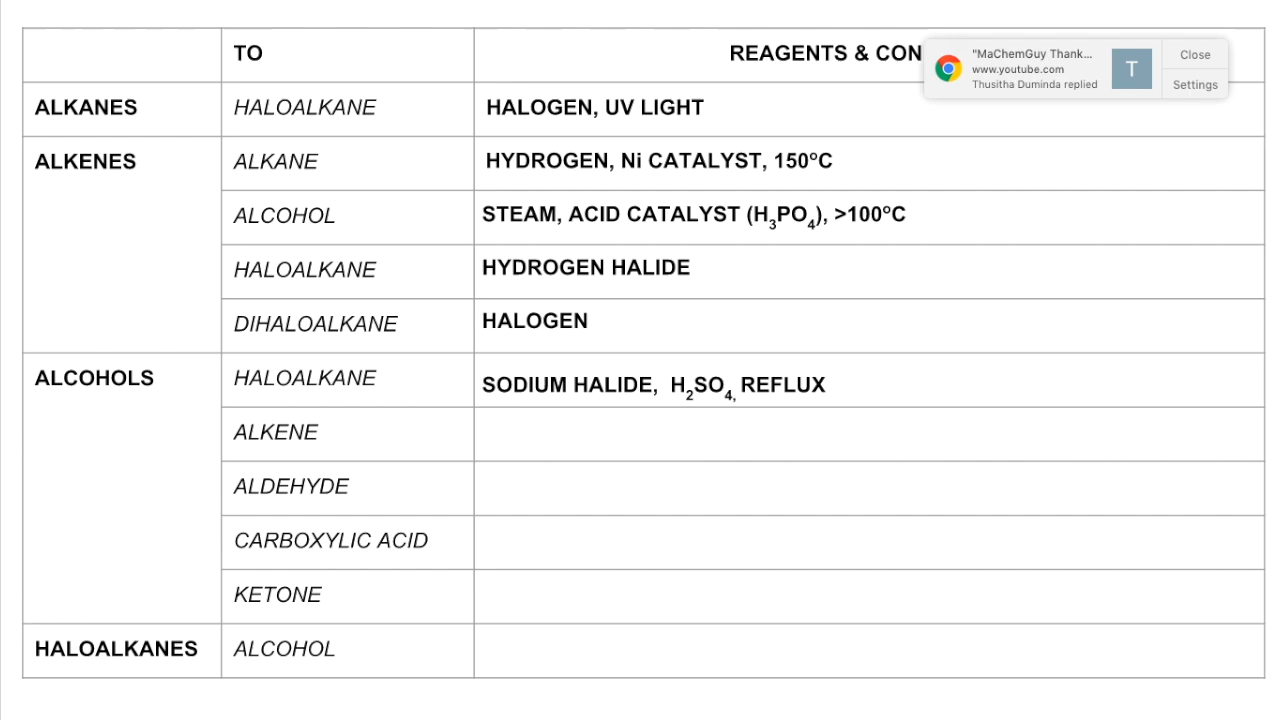 TO REAGENTS & CON
"MaChemGuy Thank...
www.youtube.com
Thusitha Duminda replied
T
Close
Settings
ALKANES HALOALKANE HALOGEN, UV LIGHT
ALKENES ALKANE HYDROGEN, Ni CATALYST, 150°C
ALCOHOL STEAM, ACID CATALYST (H₃PO₄), >100°C
HALOALKANE HYDROGEN HALIDE
DIHALOALKANE HALOGEN
ALCOHOLS HALOALKANE SODIUM HALIDE, H₂SO₄, REFLUX
ALKENE
ALDEHYDE
CARBOXYLIC ACID
KETONE
HALOALKANES ALCOHOL